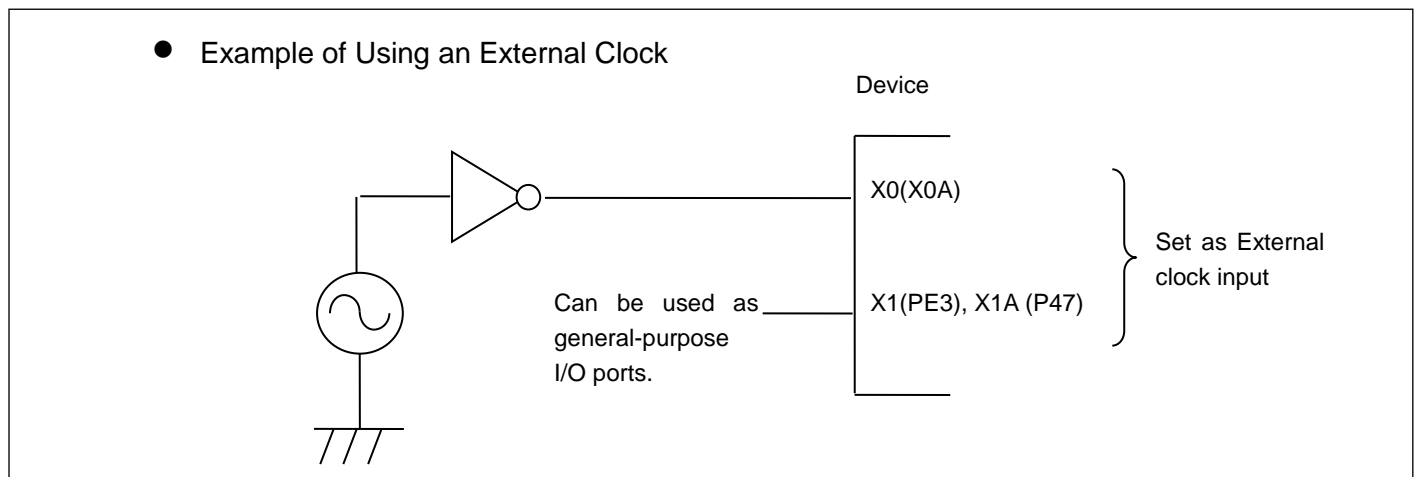 ● Example of Using an External Clock
Device
X0(X0A)
Set as External
clock input
Can be used as
general-purpose
I/O ports.
X1(PE3), X1A (P47)